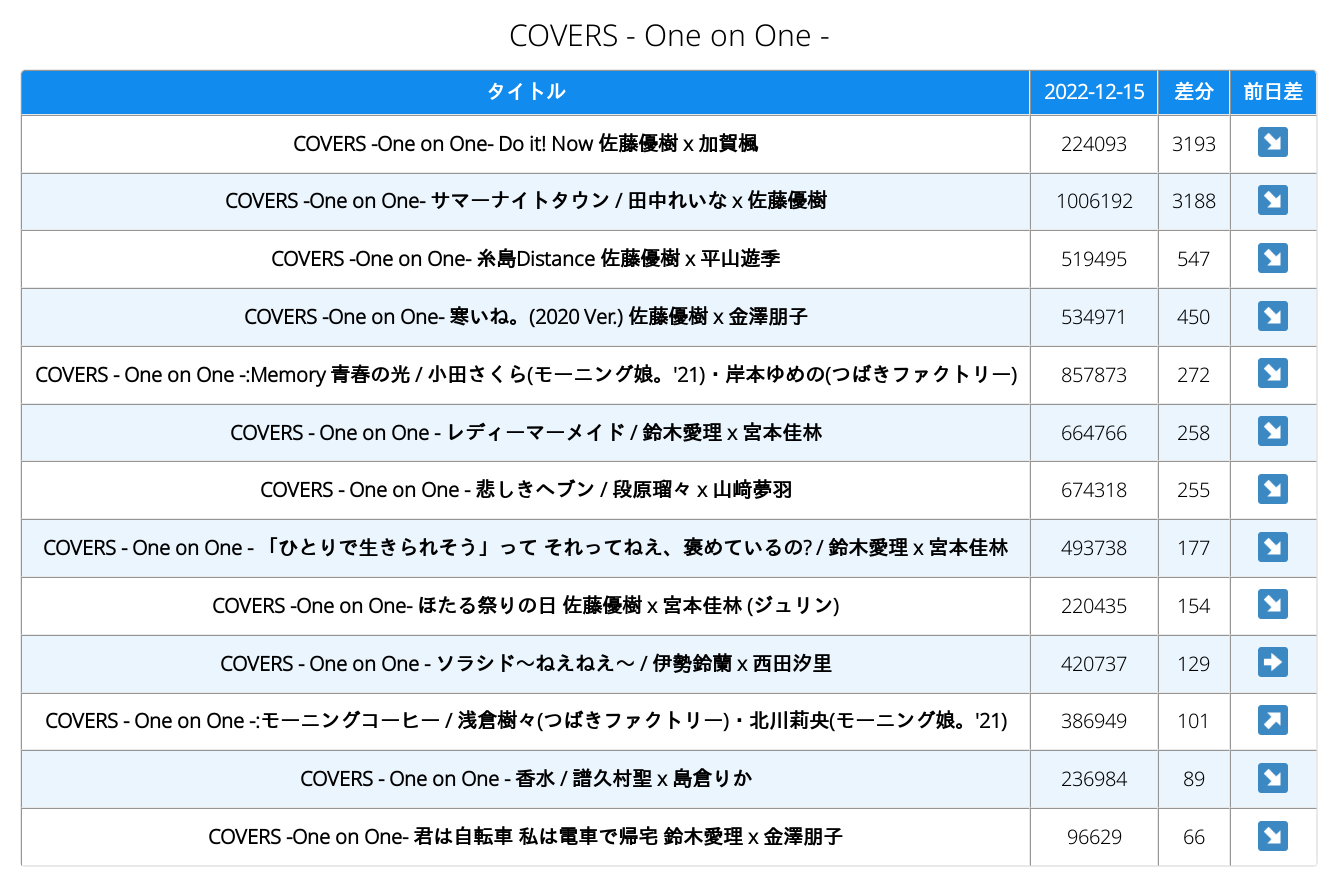 COVERS - One on One -
タイトル 2022-12-15 差分 前日差
COVERS -One on One- Do it! Now 佐藤優樹 x 加賀楓 224093 3193 ↘
COVERS -One on One- サマーナイトタウン / 田中れいな x 佐藤優樹 1006192 3188 ↘
COVERS -One on One- 糸島Distance 佐藤優樹 x 平山遊季 519495 547 ↘
COVERS -One on One- 寒いね。(2020 Ver.) 佐藤優樹 x 金澤朋子 534971 450 ↘
COVERS - One on One -:Memory 青春の光 / 小田さくら(モーニング娘。'21)・岸本ゆめの(つばきファクトリー) 857873 272 ↘
COVERS - One on One - レディーマーメイド / 鈴木愛理 x 宮本佳林 664766 258 ↘
COVERS - One on One - 悲しきヘブン / 段原瑠々 x 山﨑夢羽 674318 255 ↘
COVERS - One on One - 「ひとりで生きられそう」って それってねえ、褒めているの? / 鈴木愛理 x 宮本佳林 493738 177 ↘
COVERS -One on One- ほたる祭りの日 佐藤優樹 x 宮本佳林 (ジュリン) 220435 154 ↘
COVERS - One on One - ソラシド～ねえねえ～ / 伊勢鈴蘭 x 西田汐里 420737 129 ➡
COVERS - One on One -:モーニングコーヒー / 浅倉樹々(つばきファクトリー)・北川莉央(モーニング娘。'21) 386949 101 ↗
COVERS - One on One - 香水 / 譜久村聖 x 島倉りか 236984 89 ↘
COVERS -One on One- 君は自転車 私は電車で帰宅 鈴木愛理 x 金澤朋子 96629 66 ↘